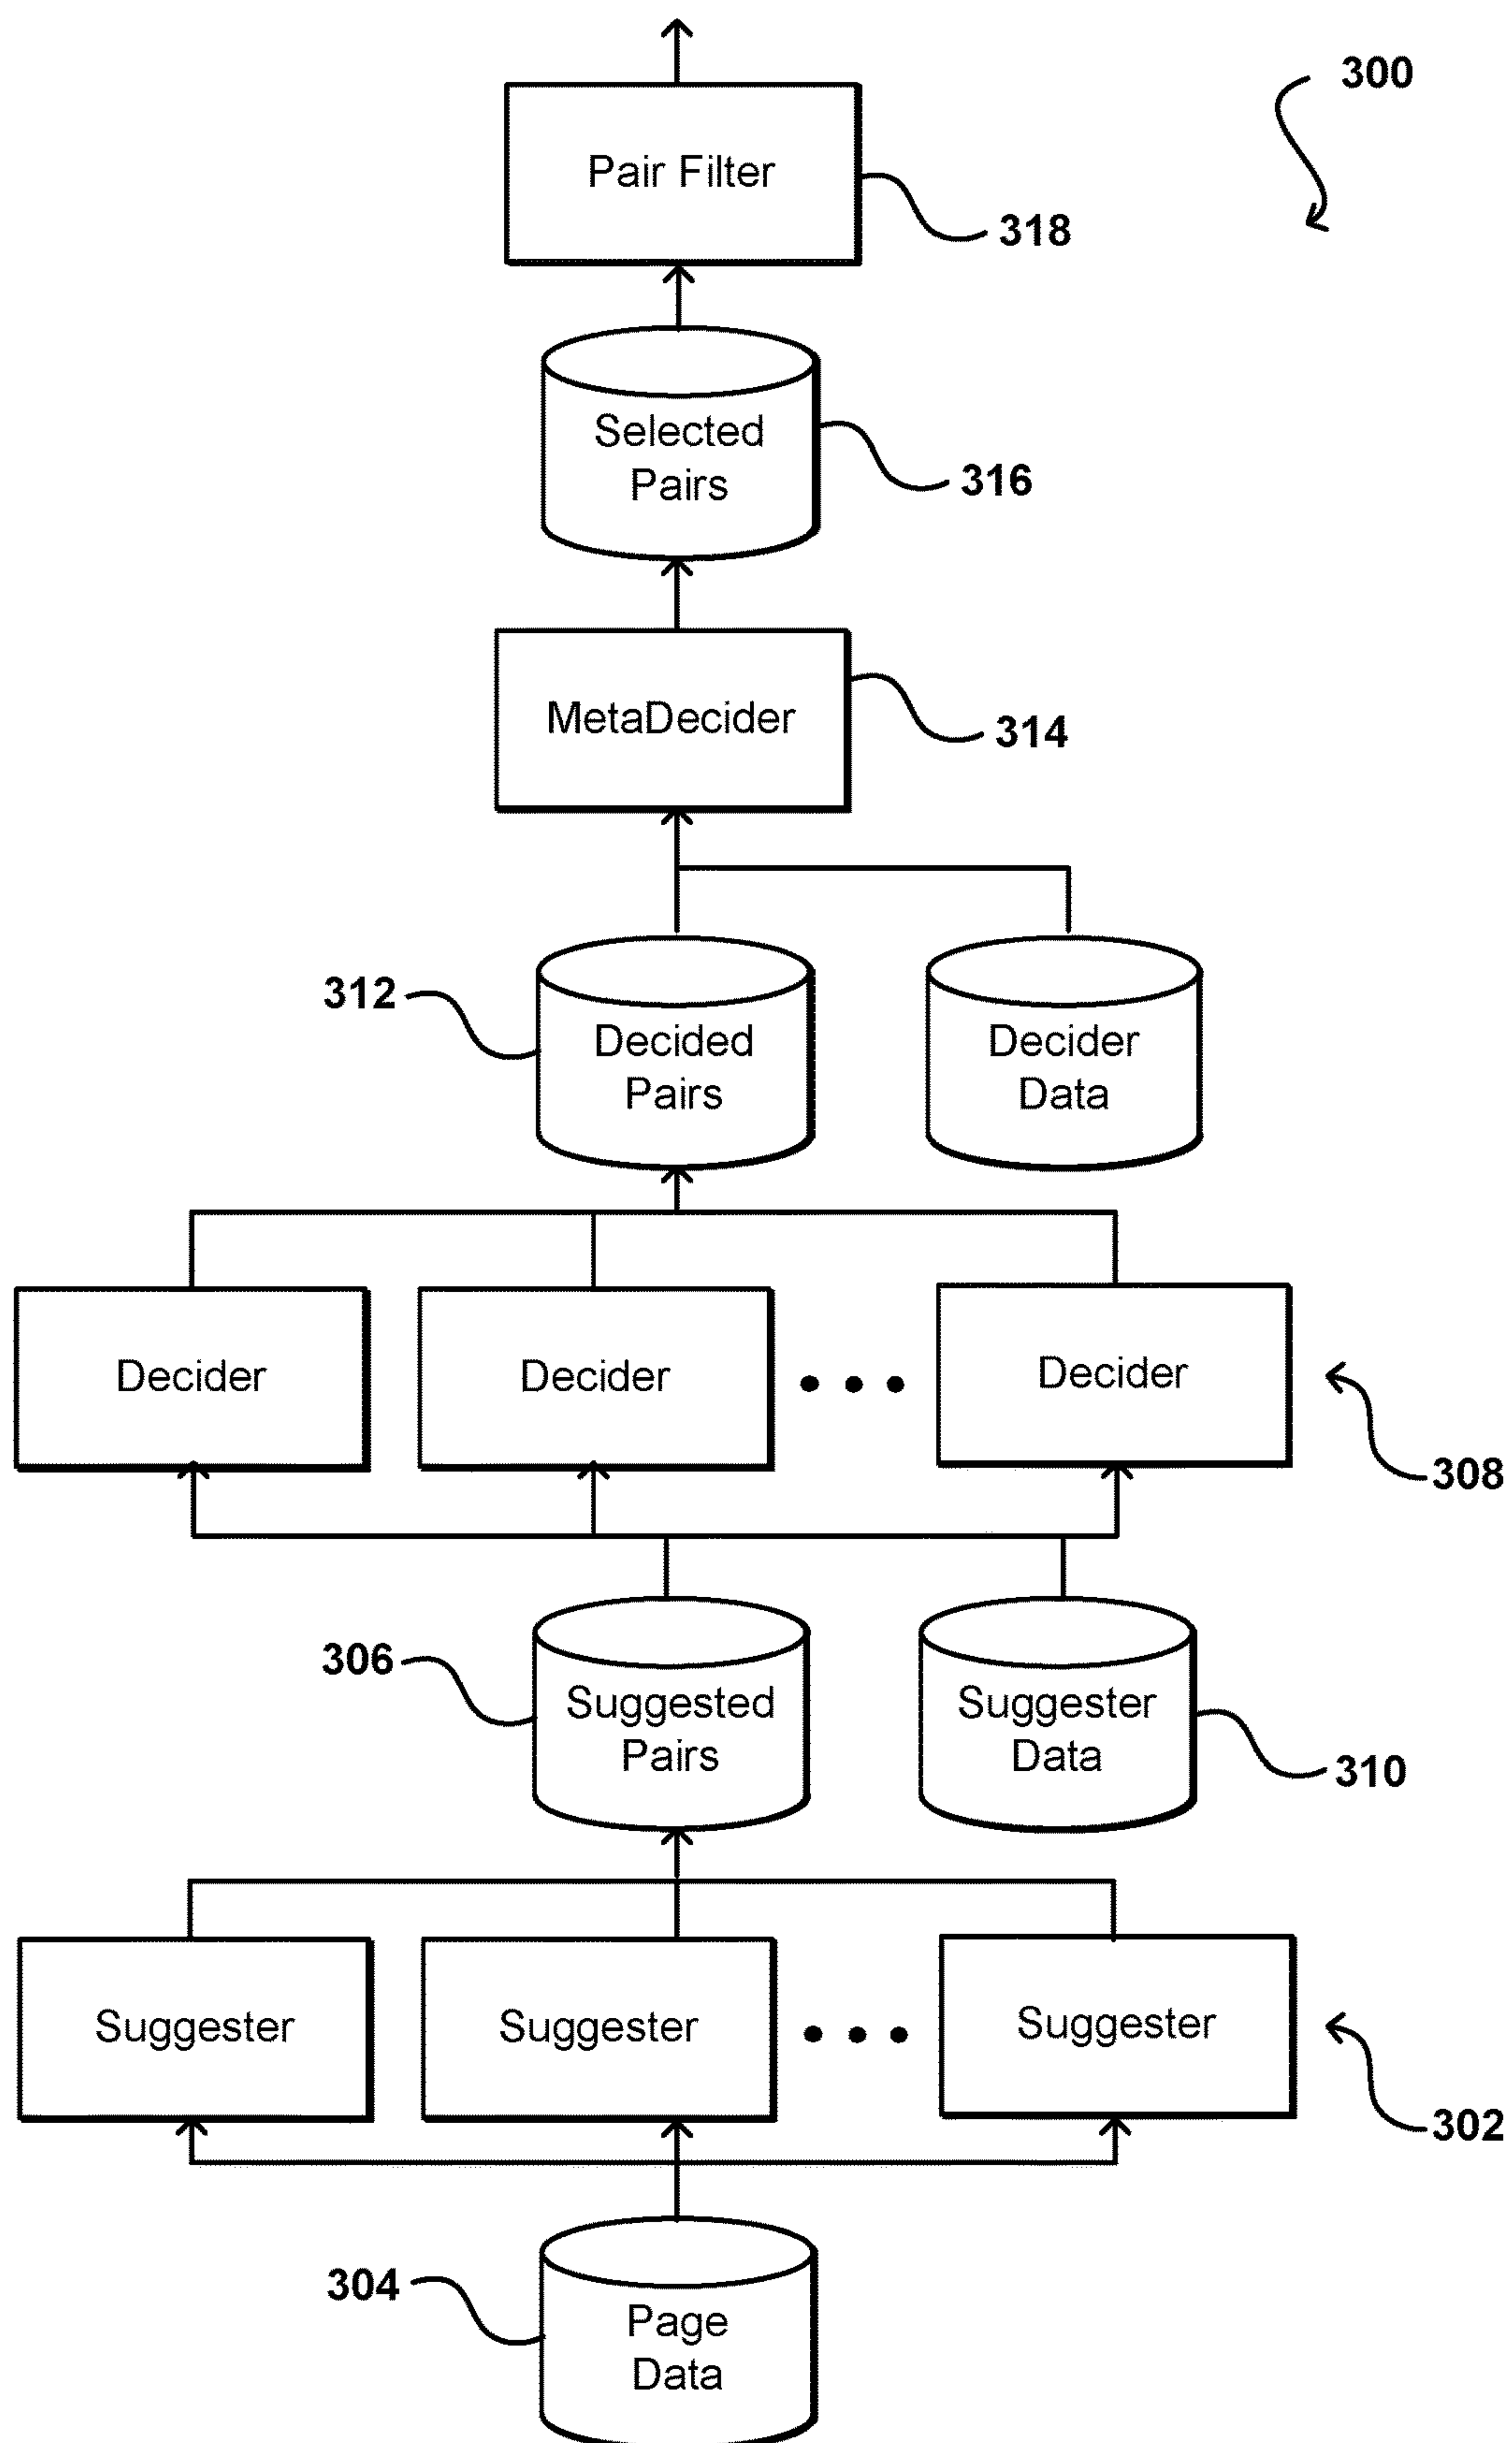 300
Pair Filter
318
Selected
Pairs
316
MetaDecider
314
312
Decided
Pairs
Decider
Data
Decider
Decider
Decider
308
306
Suggested
Pairs
Suggester
Data
310
Suggester
Suggester
Suggester
302
304
Page
Data